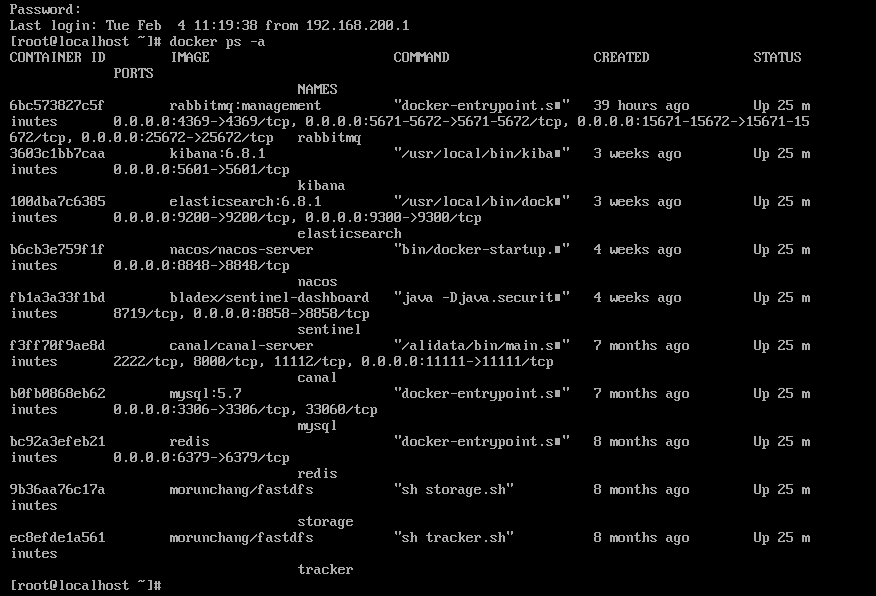 Password:
Last login: Tue Feb  4 11:19:38 from 192.168.200.1
[root@localhost ~]# docker ps -a
CONTAINER ID        IMAGE                       COMMAND                  CREATED             STATUS
             PORTS
                                    NAMES
6bc573827c5f        rabbitmq:management         "docker-entrypoint.s■"   39 hours ago        Up 25 m
inutes       0.0.0.0:4369->4369/tcp, 0.0.0.0:5671-5672->5671-5672/tcp, 0.0.0.0:15671-15672->15671-15
672/tcp, 0.0.0.0:25672->25672/tcp   rabbitmq
3603c1bb7caa        kibana:6.8.1                "/usr/local/bin/kiba■"   3 weeks ago         Up 25 m
inutes       0.0.0.0:5601->5601/tcp
                                    kibana
100dba7c6385        elasticsearch:6.8.1         "/usr/local/bin/dock■"   3 weeks ago         Up 25 m
inutes       0.0.0.0:9200->9200/tcp, 0.0.0.0:9300->9300/tcp
                                    elasticsearch
b6cb3e759f1f        nacos/nacos-server          "bin/docker-startup.■"   4 weeks ago         Up 25 m
inutes       0.0.0.0:8848->8848/tcp
                                    nacos
fb1a3a33f1bd        bladex/sentinel-dashboard   "java -Djava.securit■"   4 weeks ago         Up 25 m
inutes       8719/tcp, 0.0.0.0:8858->8858/tcp
                                    sentinel
f3ff70f9ae8d        canal/canal-server          "/alidata/bin/main.s■"   7 months ago        Up 25 m
inutes       2222/tcp, 8000/tcp, 11112/tcp, 0.0.0.0:11111->11111/tcp
                                    canal
b0fb0868eb62        mysql:5.7                   "docker-entrypoint.s■"   7 months ago        Up 25 m
inutes       0.0.0.0:3306->3306/tcp, 33060/tcp
                                    mysql
bc92a3efeb21        redis                       "docker-entrypoint.s■"   8 months ago        Up 25 m
inutes       0.0.0.0:6379->6379/tcp
                                    redis
9b36aa76c17a        morunchang/fastdfs          "sh storage.sh"          8 months ago        Up 25 m
inutes
                                    storage
ec8efde1a561        morunchang/fastdfs          "sh tracker.sh"          8 months ago        Up 25 m
inutes
                                    tracker
[root@localhost ~]#